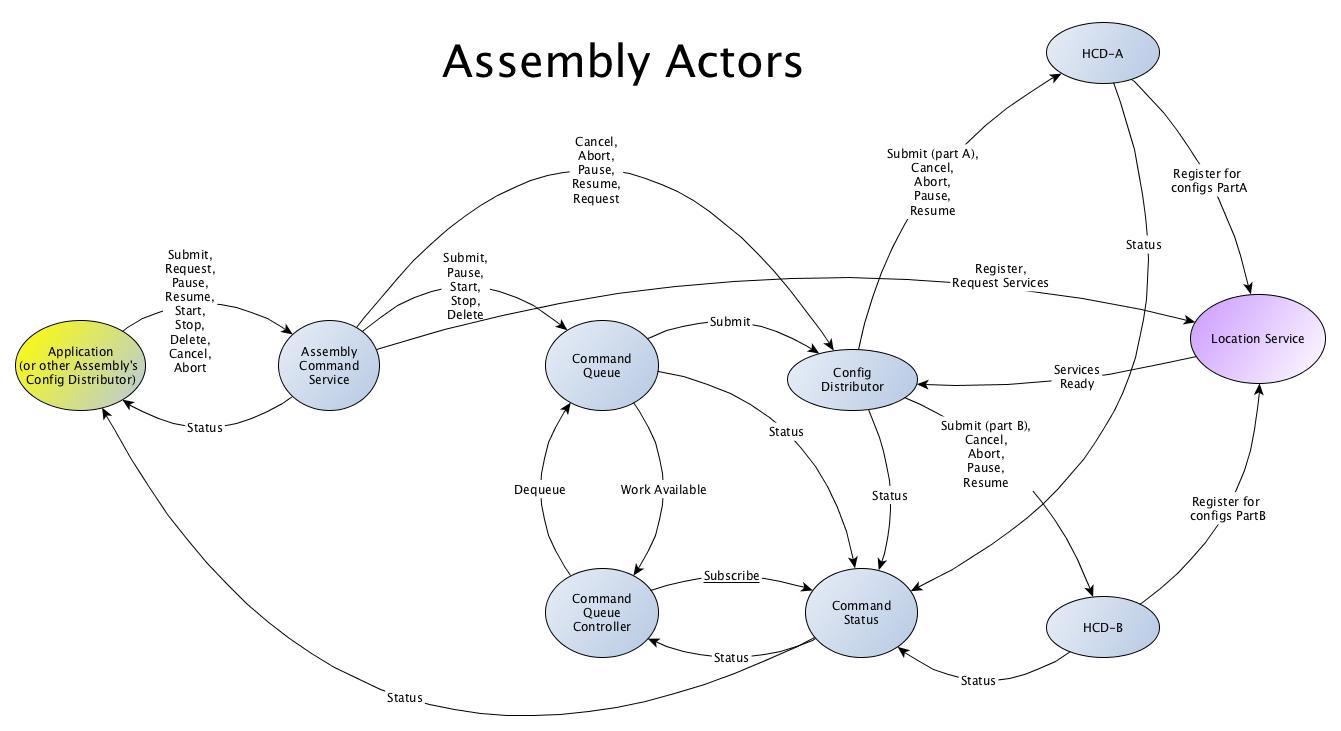 Assembly Actors
HCD-A
Cancel,
Abort,
Pause,
Resume,
Request
Submit (part A),
Cancel,
Abort,
Pause,
Resume
Register for
configs PartA
Status
Submit,
Request,
Pause,
Resume,
Start,
Stop,
Delete,
Cancel,
Abort
Submit,
Pause,
Start,
Stop,
Delete
Register,
Request Services
Submit
Location Service
Application
(or other Assembly's
Config Distributor)
Assembly
Command
Service
Command
Queue
Config
Distributor
Services
Ready
Status
Status
Submit (part B),
Cancel,
Abort,
Pause,
Resume
Dequeue
Work Available
Status
Register for
configs PartB
Command
Queue
Controller
Subscribe
Command
Status
HCD-B
Status
Status
Status